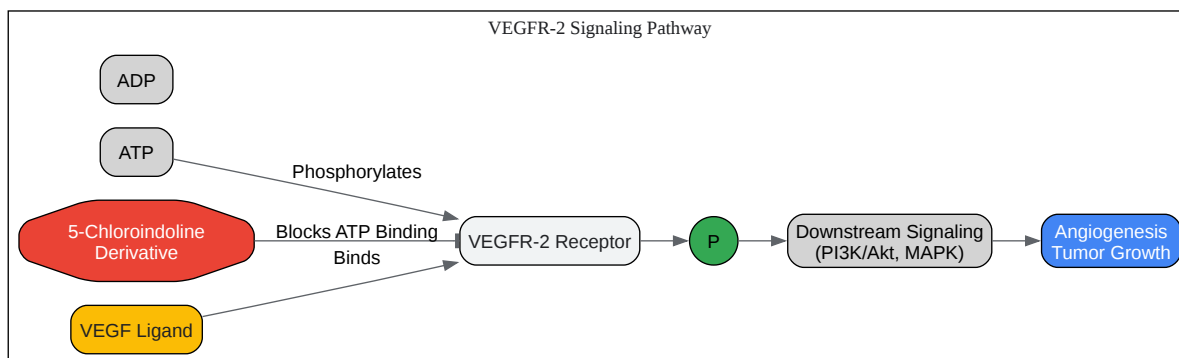 VEGFR-2 Signaling Pathway
ADP
ATP
Phosphorylates
5-Chloroindoline
Derivative
Blocks ATP Binding
Binds
VEGF Ligand
VEGFR-2 Receptor
P
Downstream Signaling
(PI3K/Akt, MAPK)
Angiogenesis
Tumor Growth